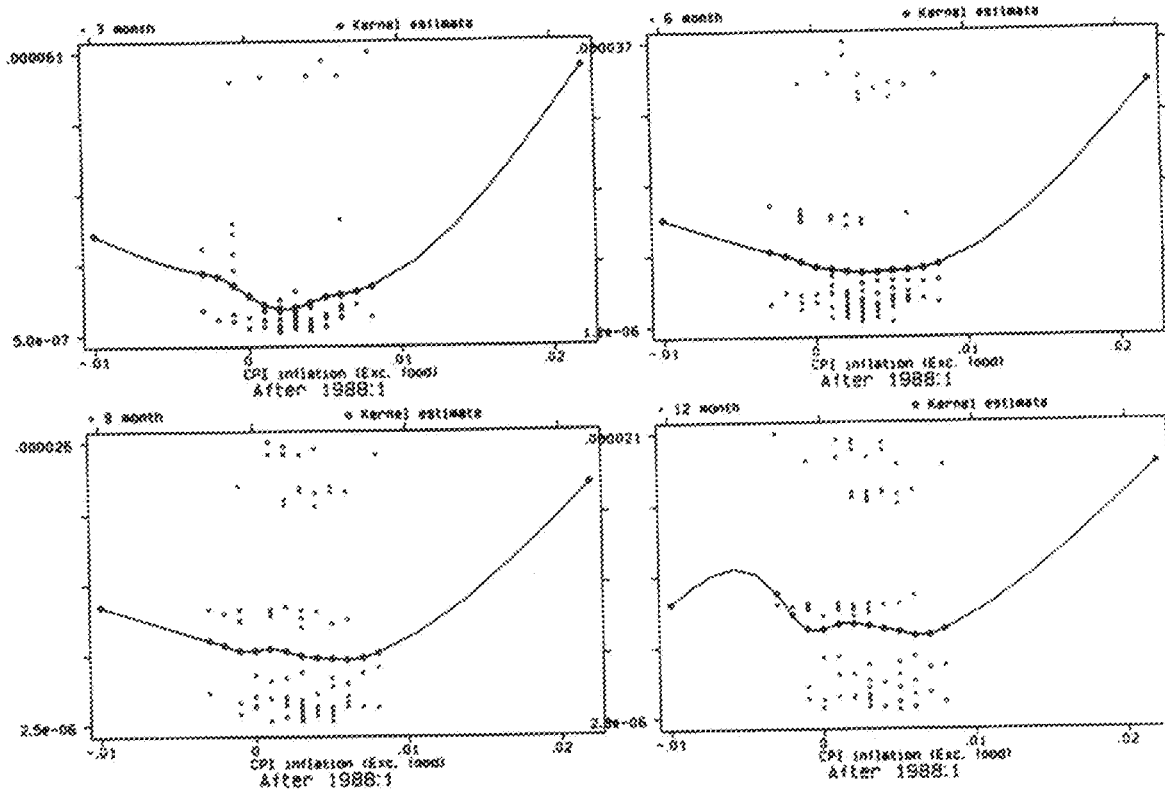 3 month
Kernel estimate
.000061
5.0e-07
-.01 0 .01 .02
CPI inflation (Exc. food)
After 1988:1
6 month
Kernel estimate
.000037
-.01 0 .01 .02
CPI inflation (Exc. food)
After 1988:1
9 month
Kernel estimate
.000026
2.5e-06
-.01 0 .01 .02
CPI inflation (Exc. food)
After 1988:1
12 month
Kernel estimate
.000021
-.01 0 .01 .02
CPI inflation (Exc. food)
After 1988:1